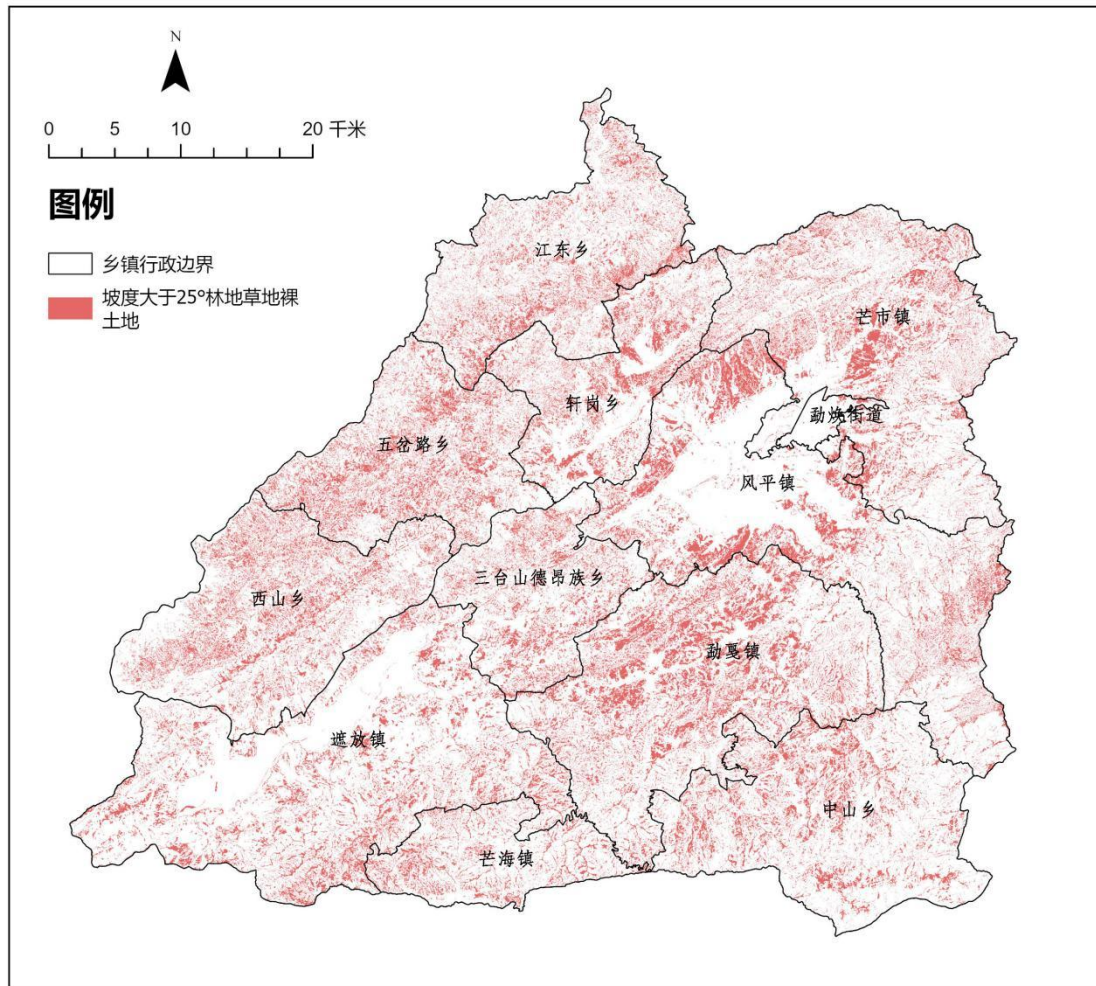 N
0 5 10 20 千米
图例
乡镇行政边界
坡度大于25°林地草地裸
土地
江东乡
芒市镇
轩岗乡
勐焕街道
五岔路乡
风平镇
三台山德昂族乡
西山乡
勐戛镇
遮放镇
中山乡
芒海镇